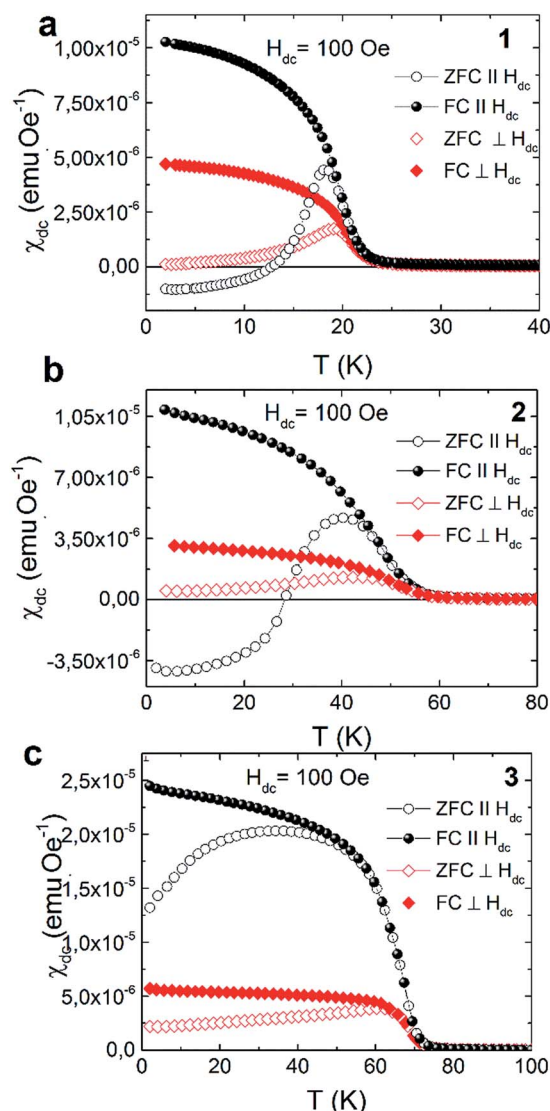 a
H_dc= 100 Oe
1
1,00x10⁻⁵
7,50x10⁻⁶
5,00x10⁻⁶
2,50x10⁻⁶
0,00
χ_dc (emu Oe⁻¹)
ZFC II H_dc
FC II H_dc
ZFC ⊥ H_dc
FC ⊥ H_dc
0 10 20 30 40
T (K)
b
H_dc= 100 Oe
2
1,05x10⁻⁵
7,00x10⁻⁶
3,50x10⁻⁶
0,00
-3,50x10⁻⁶
χ_dc (emu Oe⁻¹)
ZFC II H_dc
FC II H_dc
ZFC ⊥ H_dc
FC ⊥ H_dc
0 20 40 60 80
T (K)
c
H_dc= 100 Oe
3
2,5x10⁻⁵
2,0x10⁻⁵
1,5x10⁻⁵
1,0x10⁻⁵
5,0x10⁻⁶
0,0
χ_dc (emu Oe⁻¹)
ZFC II H_dc
FC II H_dc
ZFC ⊥ H_dc
FC ⊥ H_dc
0 20 40 60 80 100
T (K)